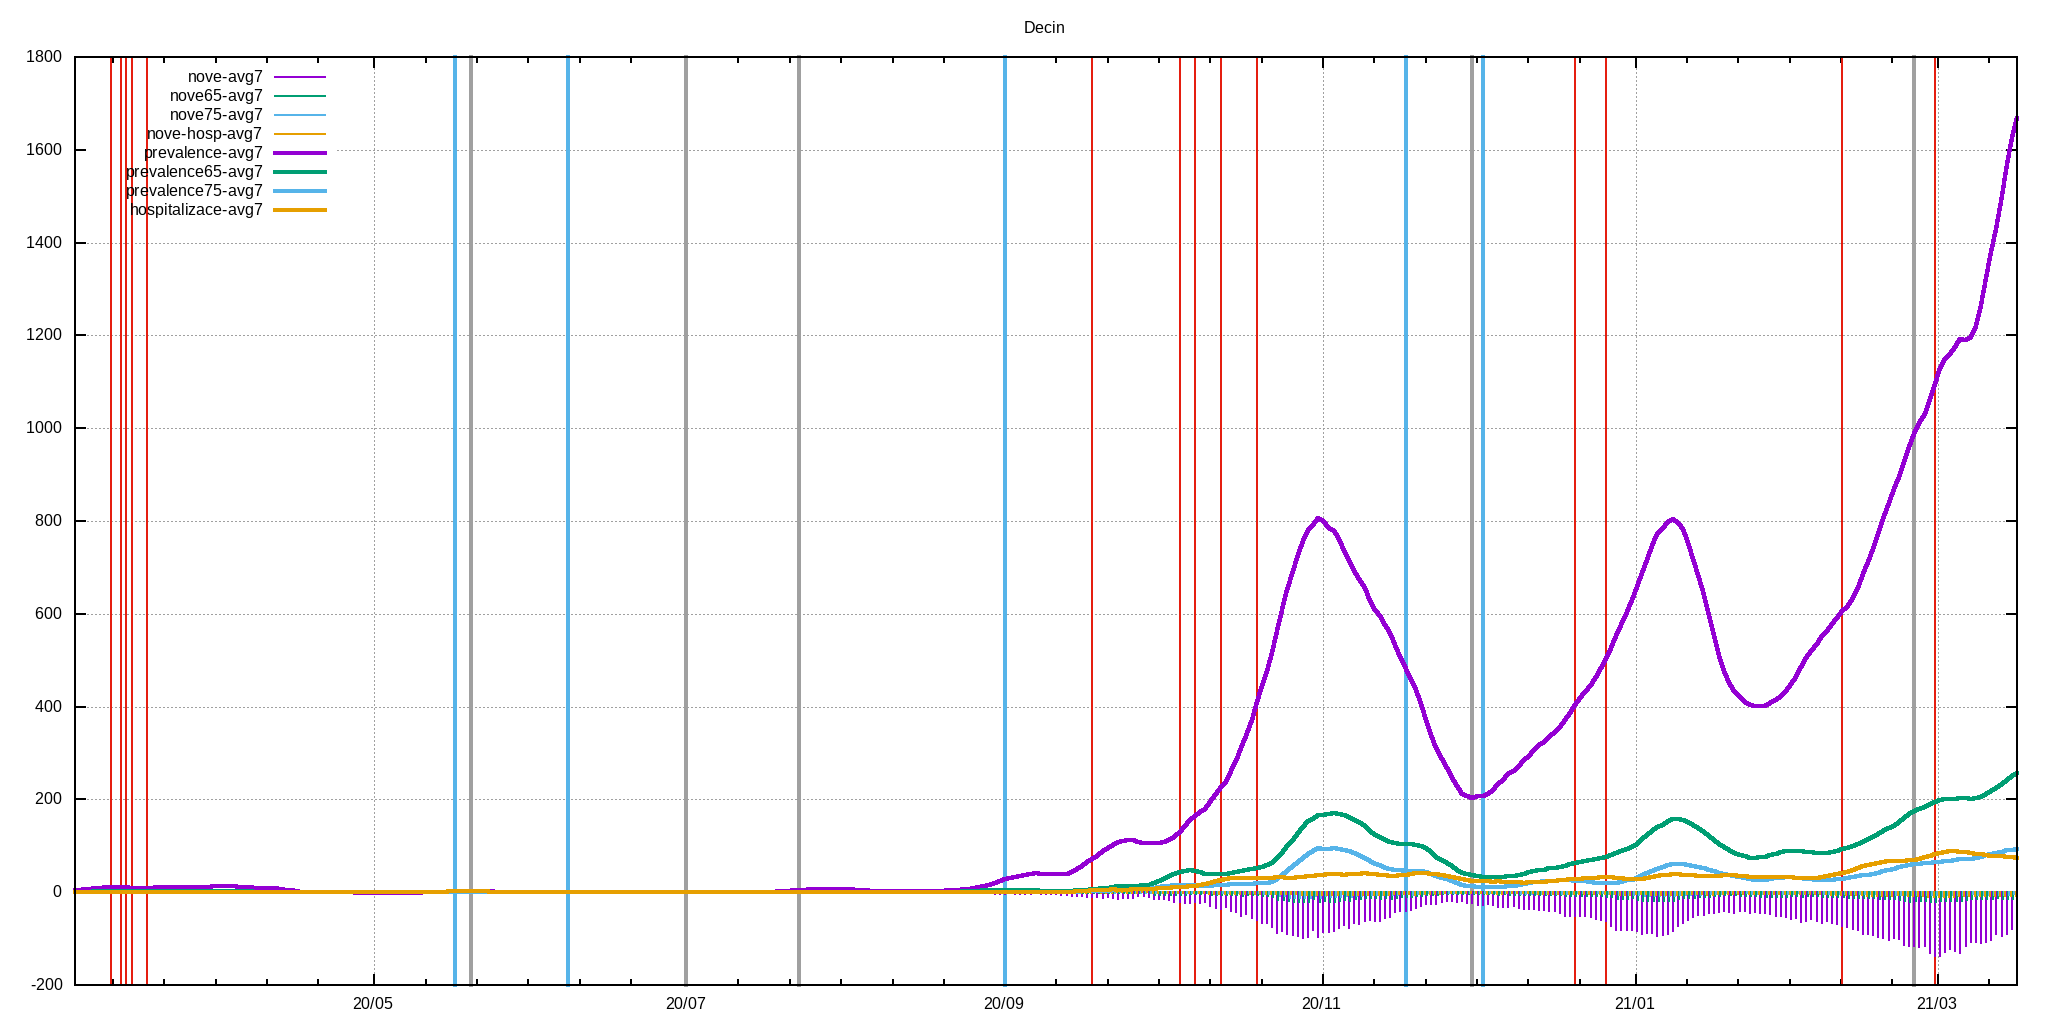 Decin
1800
1600
1400
1200
1000
800
600
400
200
0
-200
nove-avg7
nove65-avg7
nove75-avg7
nove-hosp-avg7
prevalence-avg7
prevalence65-avg7
prevalence75-avg7
hospitalizace-avg7
20/05
20/07
20/09
20/11
21/01
21/03